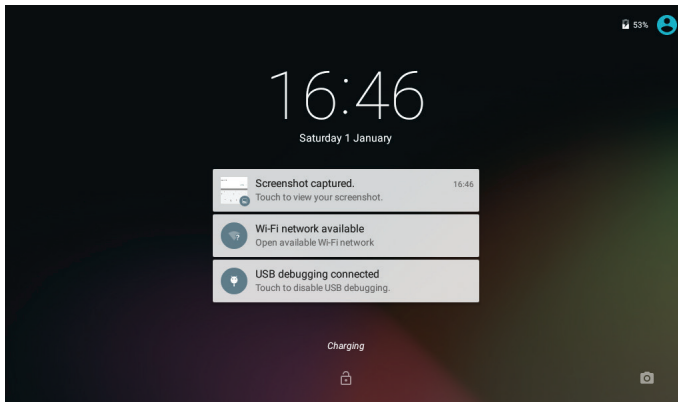 53%
16:46
Saturday 1 January
Screenshot captured. 16:46
Touch to view your screenshot.
Wi-Fi network available
Open available Wi-Fi network
USB debugging connected
Touch to disable USB debugging.
Charging